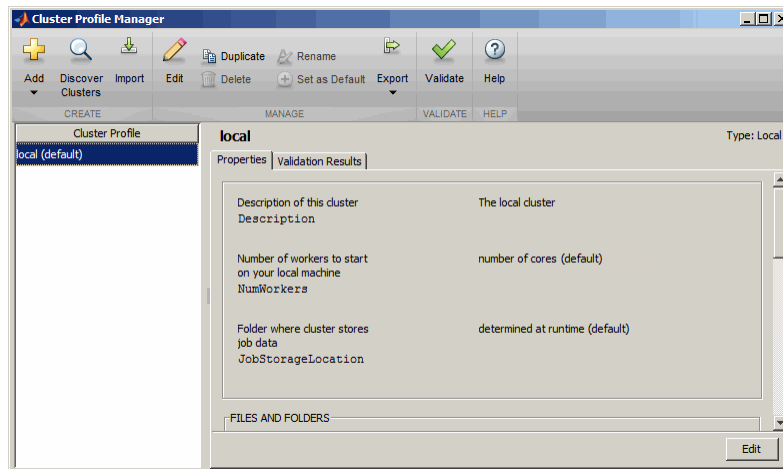 Cluster Profile Manager
Add
Discover
Clusters
Import
Edit
Duplicate
Delete
Rename
Set as Default
Export
Validate
Help
CREATE
MANAGE
VALIDATE
HELP
Cluster Profile
local (default)
local
Type: Local
Properties
Validation Results
Description of this cluster
Description
The local cluster
Number of workers to start
on your local machine
NumWorkers
number of cores (default)
Folder where cluster stores
job data
JobStorageLocation
determined at runtime (default)
FILES AND FOLDERS
Edit